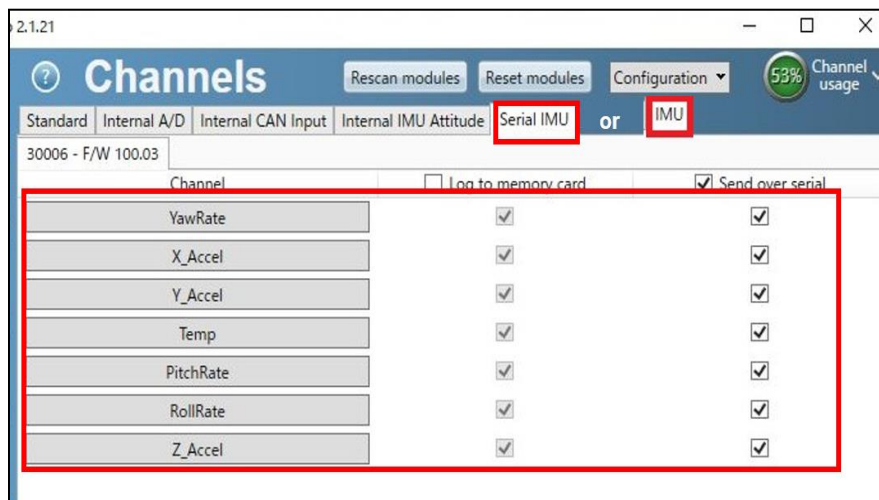 2.1.21
? Channels Rescan modules Reset modules Configuration 53% Channel usage
Standard Internal A/D Internal CAN Input Internal IMU Attitude Serial IMU or IMU
30006 - F/W 100.03
Channel Log to memory card Send over serial
YawRate
X_Accel
Y_Accel
Temp
PitchRate
RollRate
Z_Accel